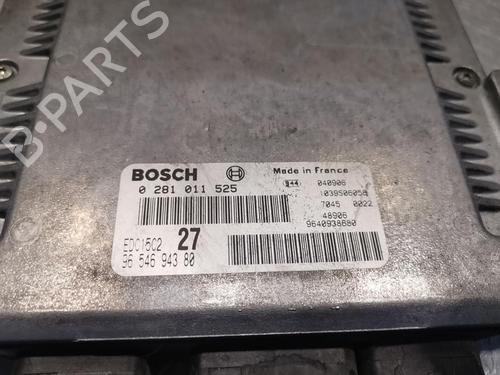 BOSCH
Made in France
0 281 011 525
040906
1039S06058
7045 0022
48906
9640938680
EDC15C2 27
96 546 943 80
B-PARTS